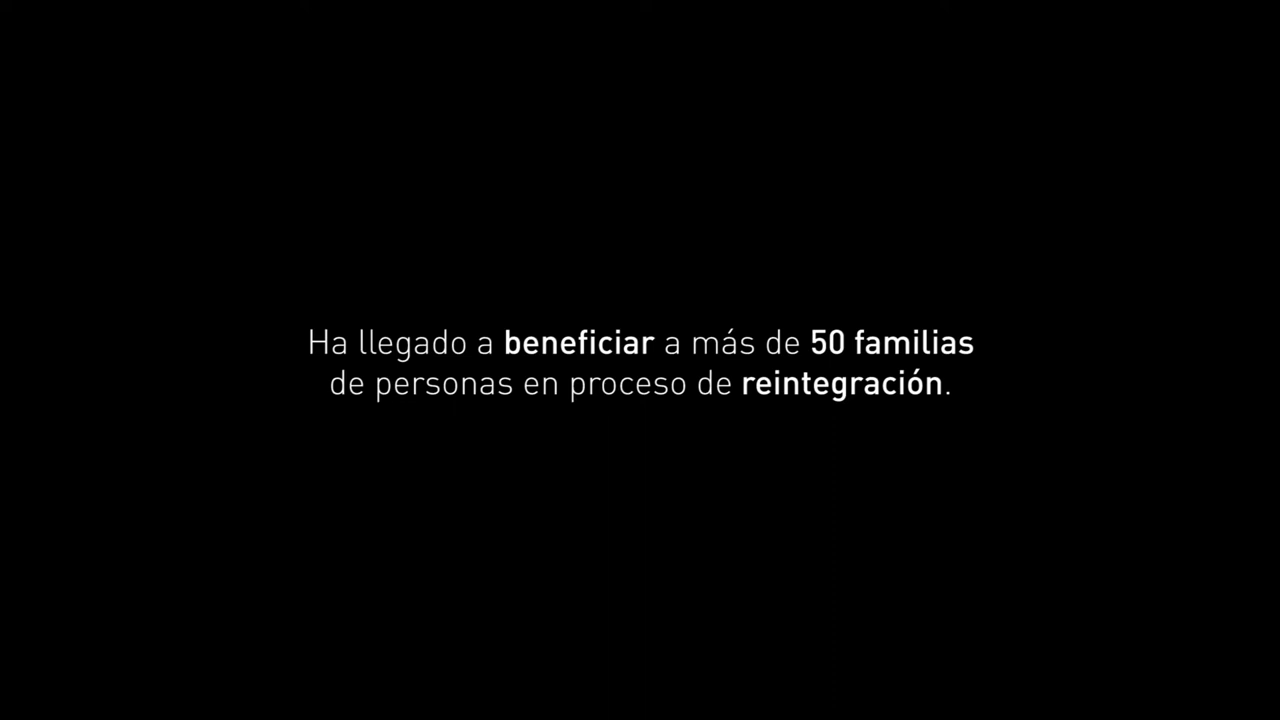 Ha llegado a beneficiar a más de 50 familias
de personas en proceso de reintegración.